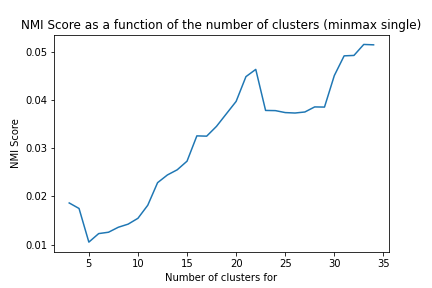 NMI Score as a function of the number of clusters (minmax single)
0.05
0.04
0.03
0.02
0.01
NMI Score
5 10 15 20 25 30 35
Number of clusters for